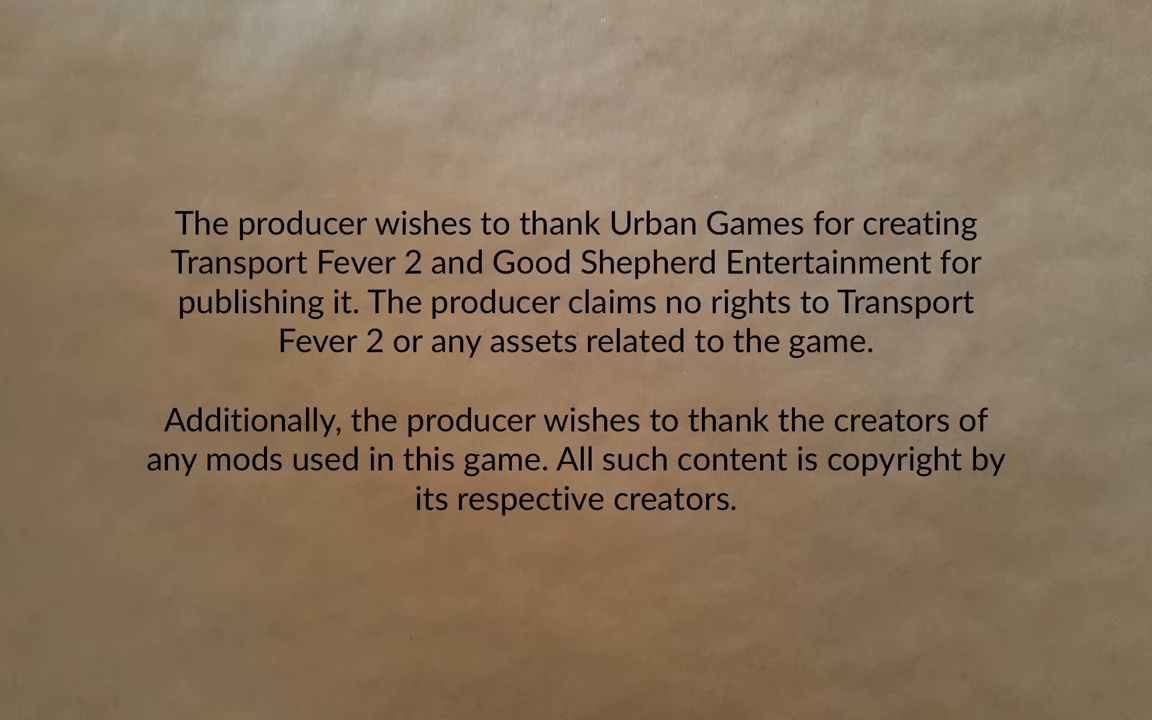 The producer wishes to thank Urban Games for creating
Transport Fever 2 and Good Shepherd Entertainment for
publishing it. The producer claims no rights to Transport
Fever 2 or any assets related to the game.
Additionally, the producer wishes to thank the creators of
any mods used in this game. All such content is copyright by
its respective creators.